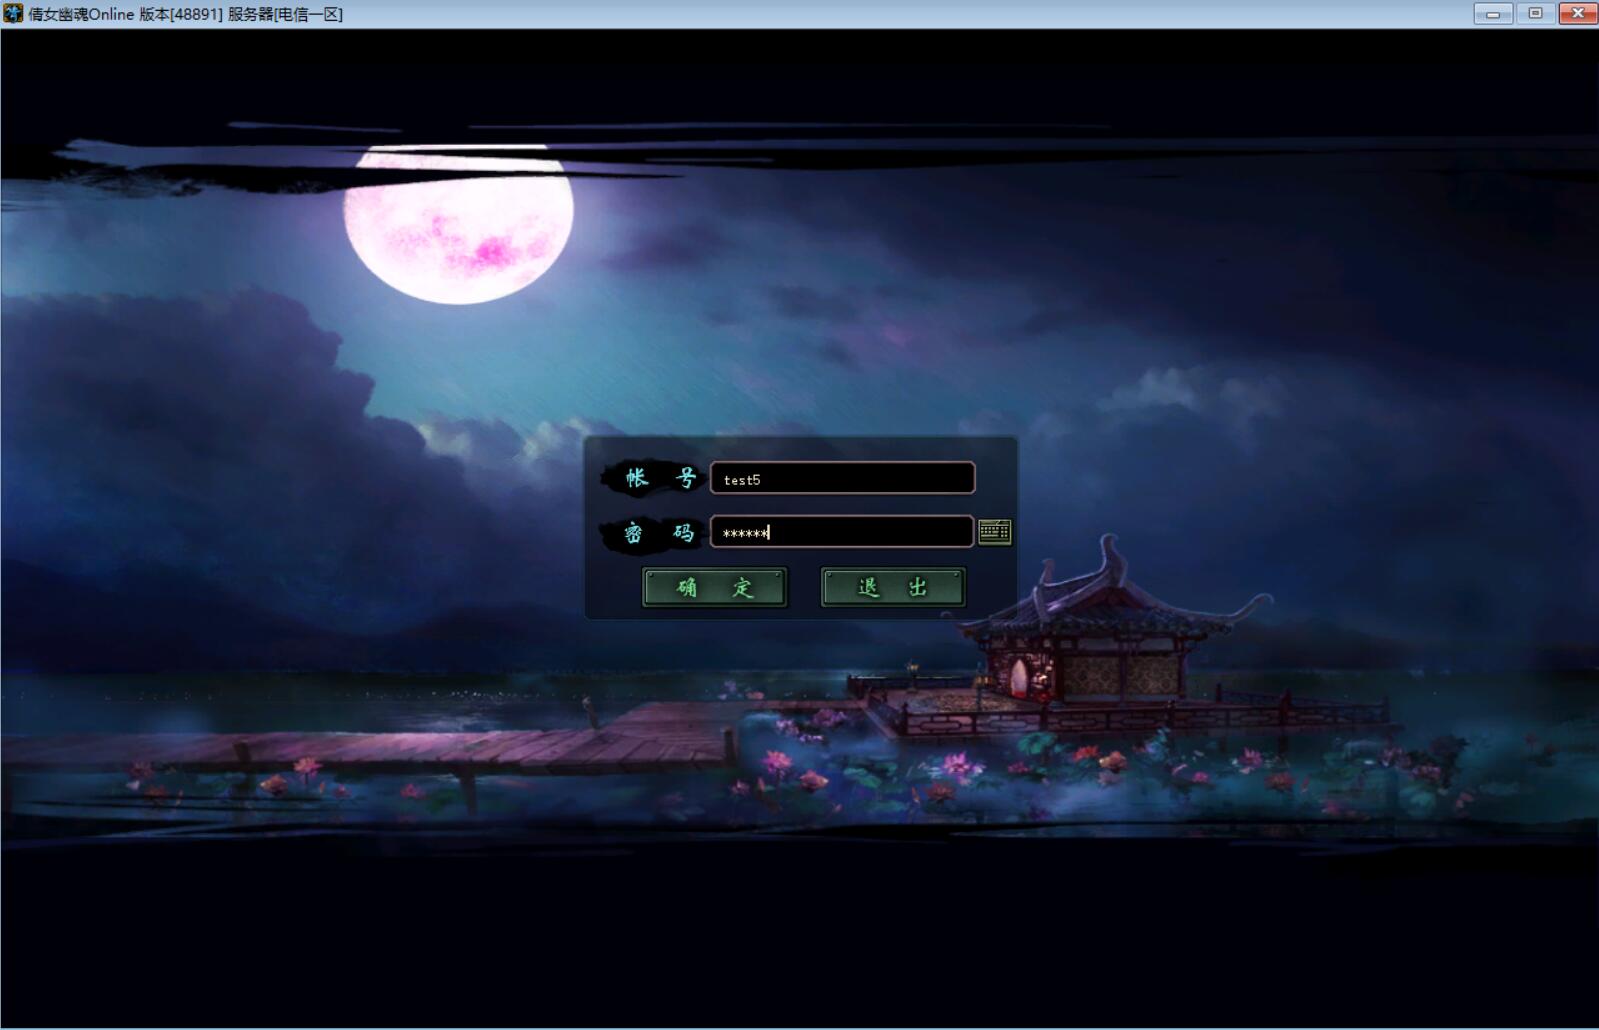 倩女幽魂Online 版本[48891] 服务器[电信一区]
帐 号 test5
密 码 ******
确 定 退 出